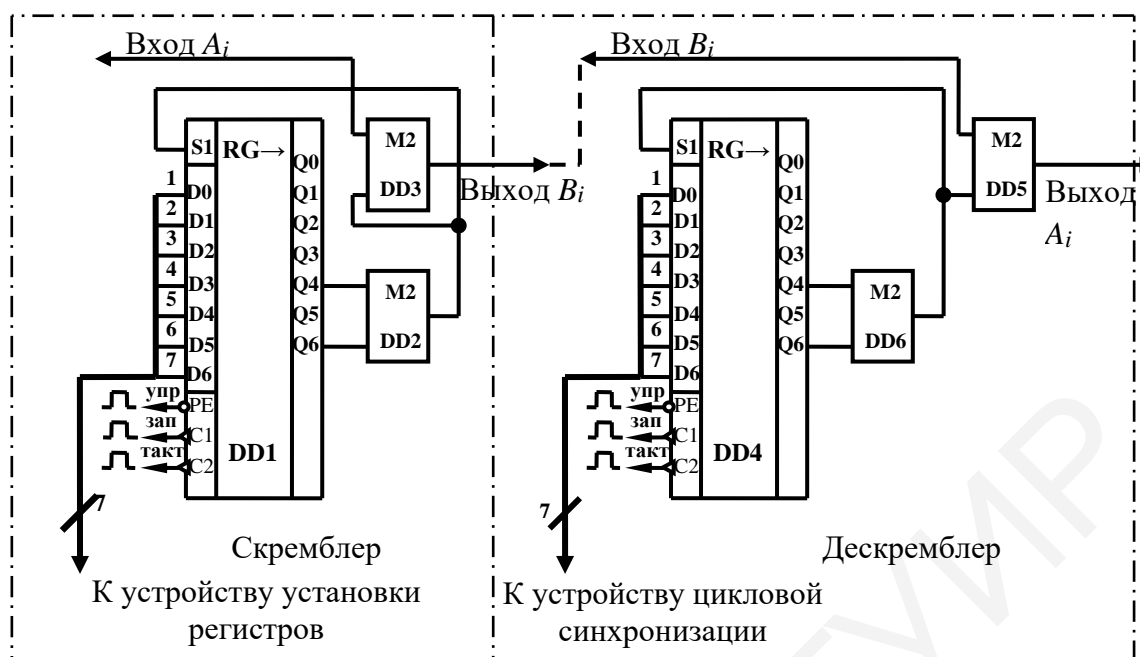 Вход Ai
Вход Bi
S1
RG→
Q0
Q1
Q2
Q3
Q4
Q5
Q6
1
2
3
4
5
6
7
D0
D1
D2
D3
D4
D5
D6
упр
PE
зап
C1
такт
C2
DD1
M2
DD3
Выход Bi
M2
DD2
7
Скремблер
К устройству установки
регистров
S1
RG→
Q0
Q1
Q2
Q3
Q4
Q5
Q6
1
2
3
4
5
6
7
D0
D1
D2
D3
D4
D5
D6
упр
PE
зап
C1
такт
C2
DD4
M2
DD5
Выход
Ai
M2
DD6
7
Дескремблер
К устройству цикловой
синхронизации
УИР